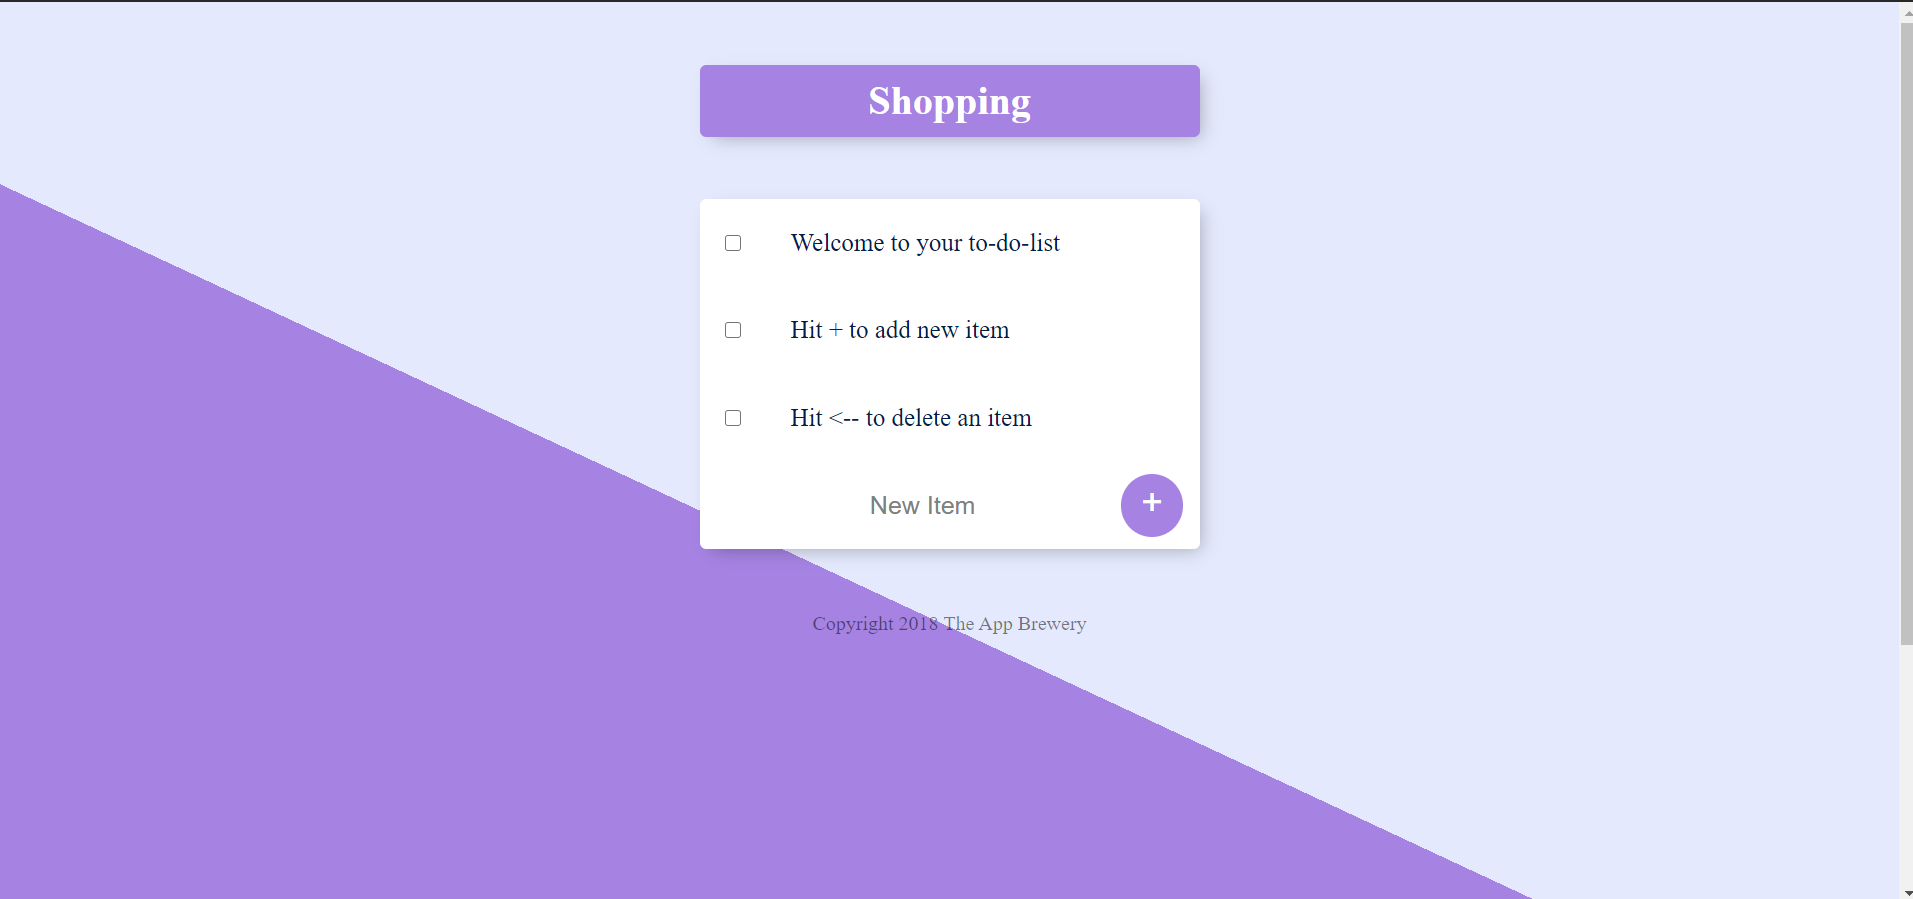 Shopping
Welcome to your to-do-list
Hit + to add new item
Hit <-- to delete an item
New Item
+
Copyright 2018 The App Brewery